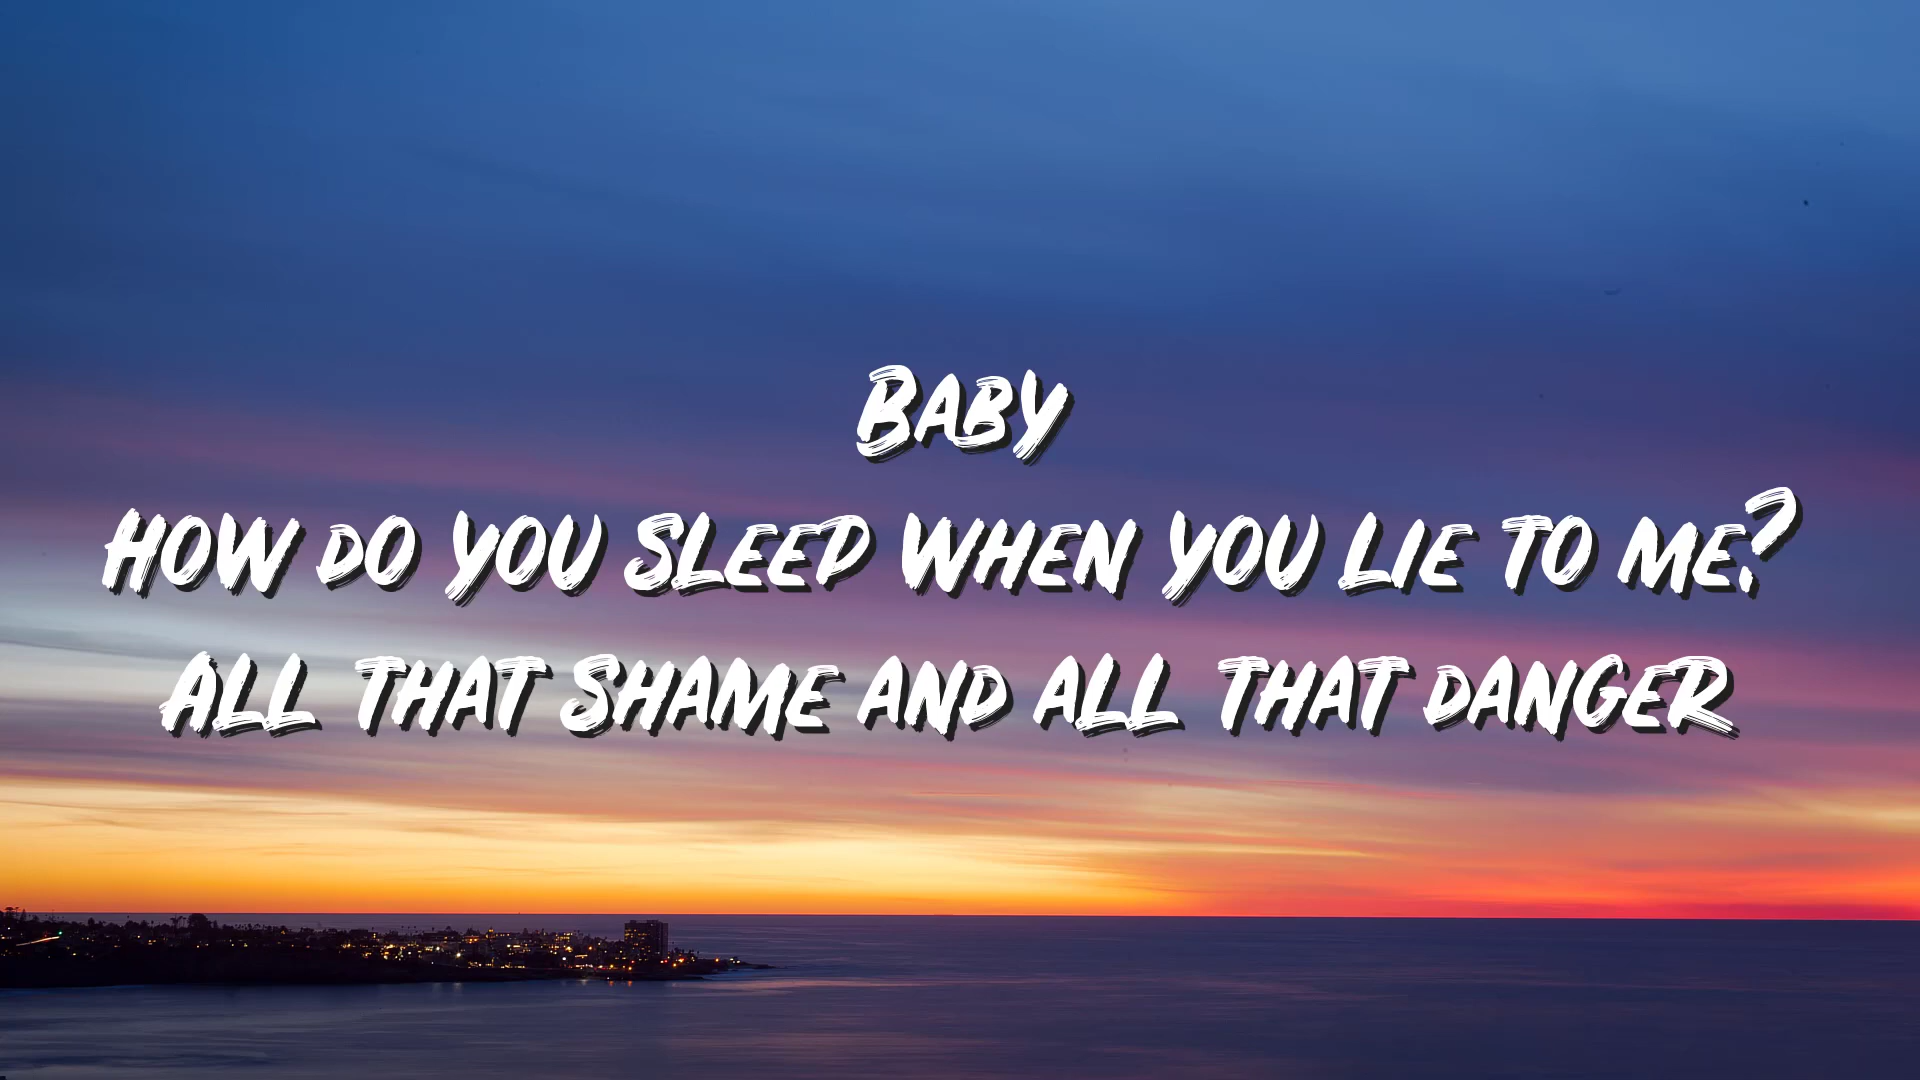 Baby
How do you sleep when you lie to me?
All that shame and all that danger